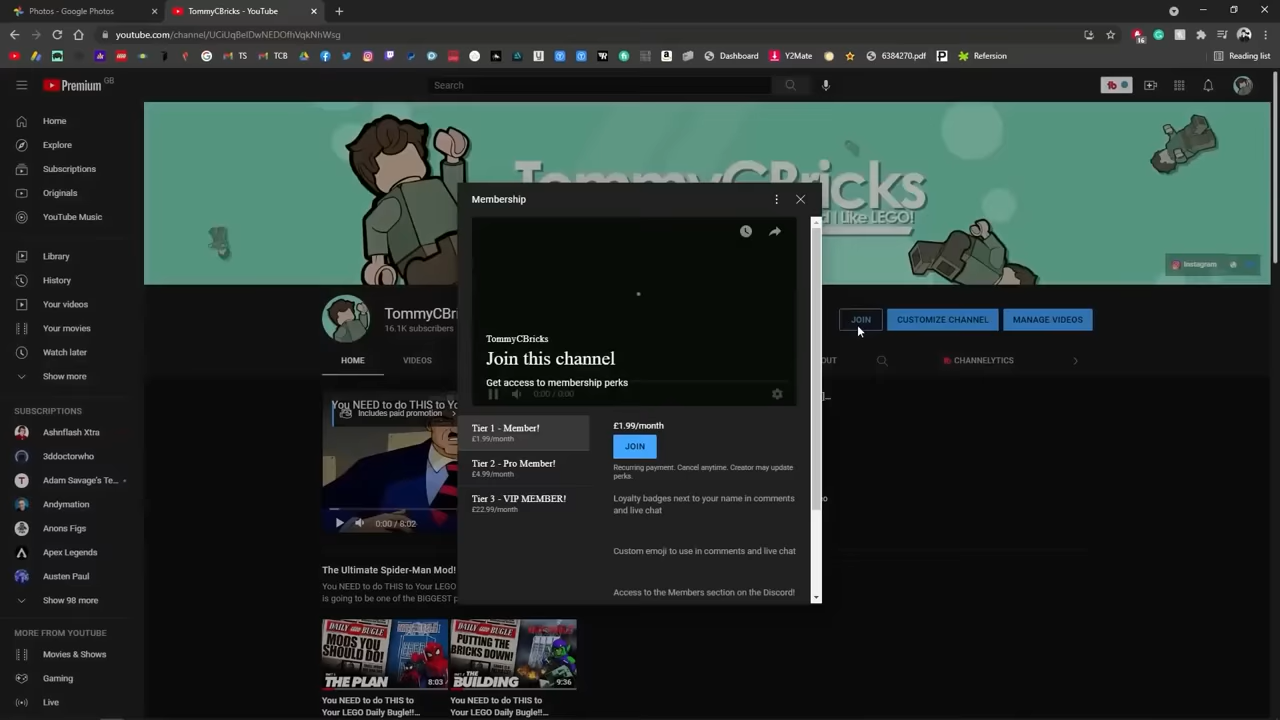 Photos - Google Photos
TommyCBricks - YouTube
youtube.com/channel/UCiUqBelDwNEDOfhVqkNhWsg
TS
TCB
Dashboard
Y2Mate
6384270.pdf
Refersion
Reading list
Premium GB
Search
Home
Explore
Subscriptions
Originals
YouTube Music
Library
History
Your videos
Your movies
Watch later
Show more
SUBSCRIPTIONS
Ashnflash Xtra
3ddoctorwho
Adam Savage's Te...
Andymation
Anons Figs
Apex Legends
Austen Paul
Show 98 more
MORE FROM YOUTUBE
Movies & Shows
Gaming
Live
TommyCBricks
d I Like LEGO!
Instagram
TommyCBr
16.1K subscribers
JOIN
CUSTOMIZE CHANNEL
MANAGE VIDEOS
HOME
VIDEOS
OUT
CHANNELYTICS
You NEED to do THIS to Yo
Includes paid promotion
0:00 / 8:02
The Ultimate Spider-Man Mod!
You NEED to do THIS to Your LEGO
is going to be one of the BIGGEST p
Membership
TommyCBricks
Join this channel
Get access to membership perks
0:00 / 0:00
Tier 1 - Member!
£1.99/month
Tier 2 - Pro Member!
£4.99/month
Tier 3 - VIP MEMBER!
£22.99/month
£1.99/month
JOIN
Recurring payment. Cancel anytime. Creator may update
perks.
Loyalty badges next to your name in comments
and live chat
Custom emoji to use in comments and live chat
Access to the Members section on the Discord!
DAILY BUGLE
MODS YOU
SHOULD DO!
THE PLAN
8:03
DAILY BUGLE
PUTTING THE
BRICKS DOWN!
THE
BUILDING
9:36
You NEED to do THIS to
Your LEGO Daily Bugle!!...
You NEED to do THIS to
Your LEGO Daily Bugle!!...